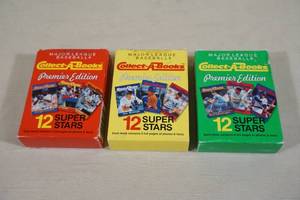 MAJOR LEAGUE
BASEBALL®
Collect-A-Books
Premier Edition
12 SUPER
STARS
MAJOR LEAGUE
BASEBALL®
Collect-A-Books
Premier Edition
12 SUPER
STARS
MAJOR LEAGUE
BASEBALL®
Collect-A-Books
Premier Edition
12 SUPER
STARS